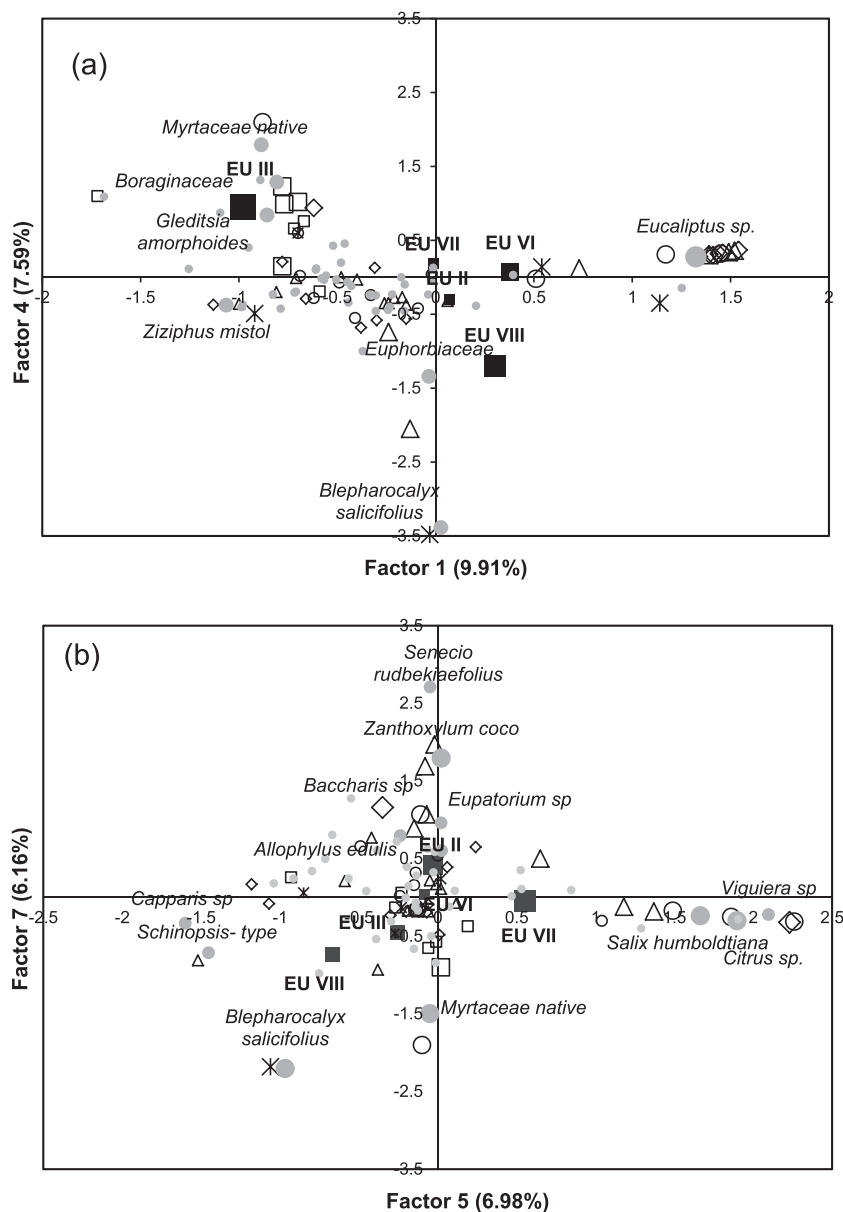 3.5
(a)
2.5
Myrtaceae native
1.5
EU III
Boraginaceae
Gleditsia
amorphoides
Eucaliptus sp.
0.5
EU VII
EU VI
EU II
-2
-1.5
-1
-0.5
0
0.5
1
1.5
2
-0.5
Ziziphus mistol
EU VIII
Euphorbiaceae
-1.5
-2.5
Blepharocalyx
salicifolius
-3.5
Factor 4 (7.59%)
Factor 1 (9.91%)
3.5
(b)
Senecio
rudbekiaefolius
2.5
Zanthoxylum coco
1.5
Baccharis sp
Eupatorium sp
Allophylus edulis
EU II
0.5
Capparis sp
Viguiera sp
EU VI
-2.5
-2
-1.5
-1
-0.5
0
0.5
1
1.5
2
2.5
Schinopsis- type
EU III
EU VII
-0.5
Salix humboldtiana
Citrus sp.
EU VIII
Blepharocalyx
salicifolius
-1.5
Myrtaceae native
-2.5
-3.5
Factor 7 (6.16%)
Factor 5 (6.98%)